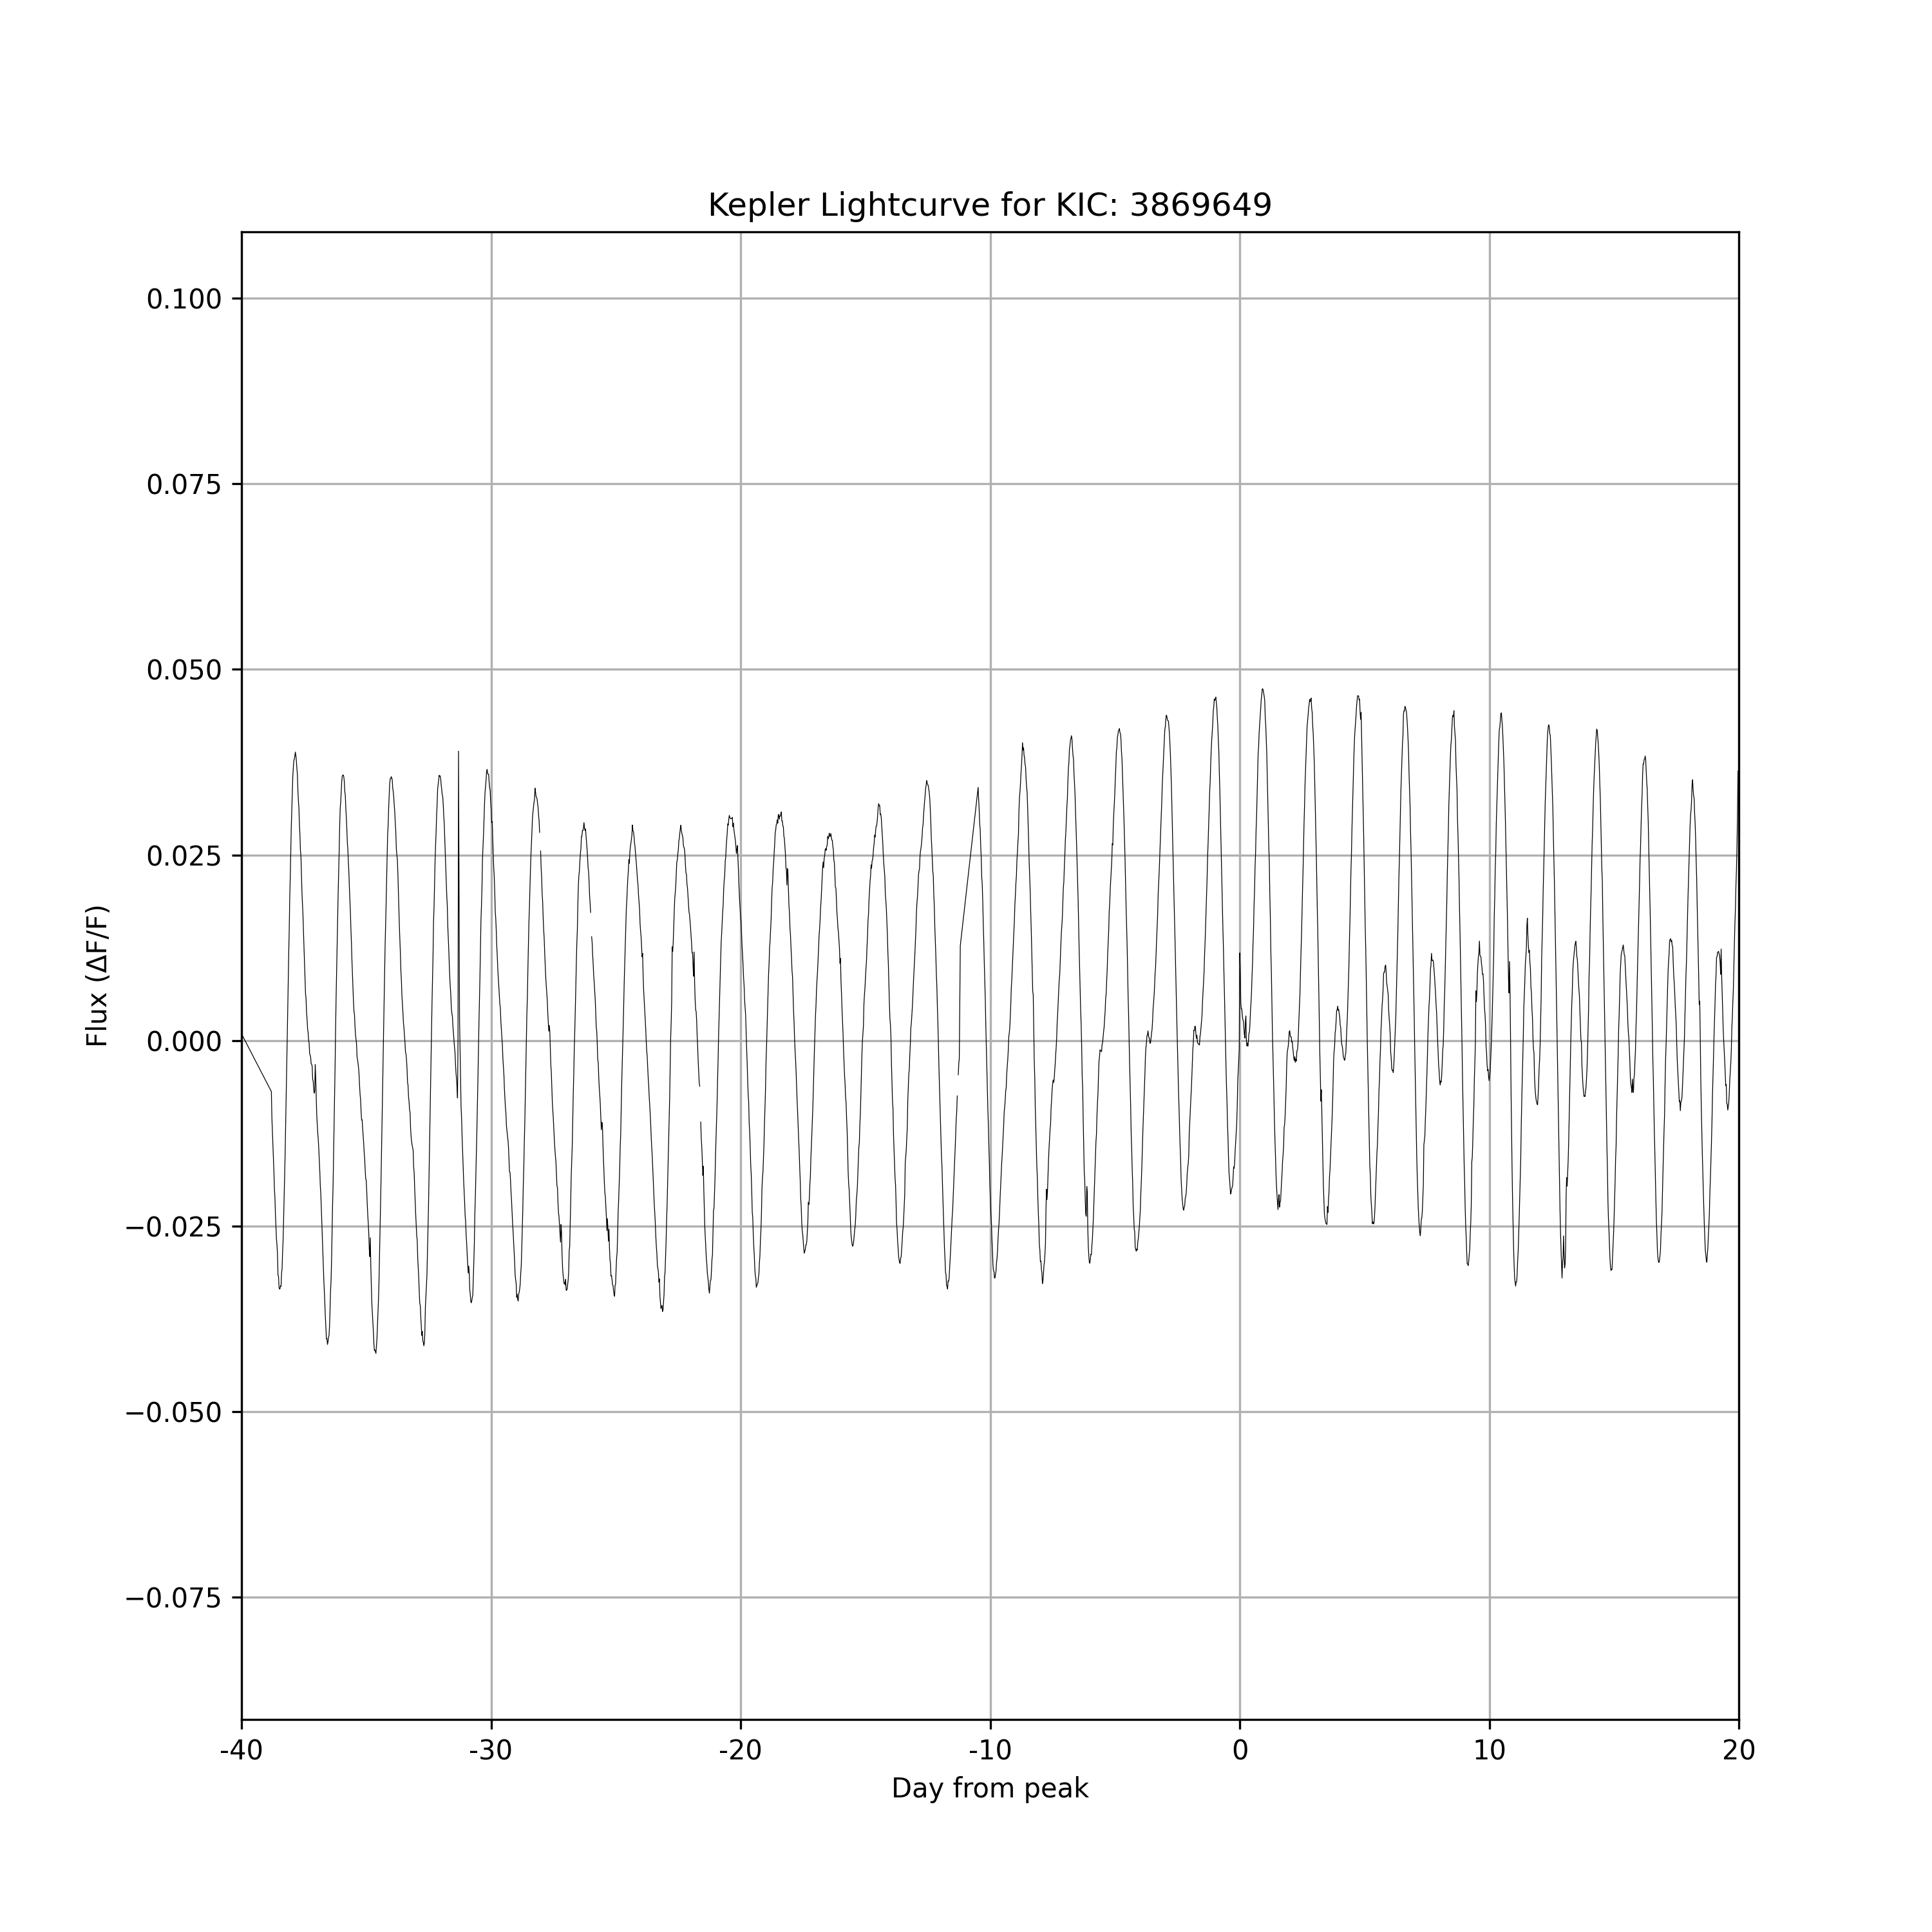 Kepler Lightcurve for KIC: 3869649
0.100
0.075
0.050
0.025
0.000
−0.025
−0.050
−0.075
Flux (ΔF/F)
-40 -30 -20 -10 0 10 20
Day from peak